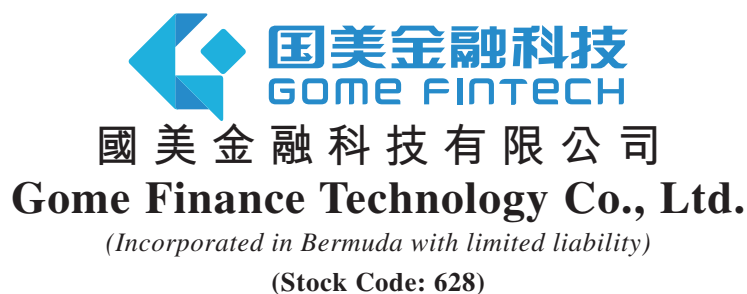 国美金融科技
GOME FINTECH
國美金融科技有限公司
Gome Finance Technology Co., Ltd.
(Incorporated in Bermuda with limited liability)
(Stock Code: 628)